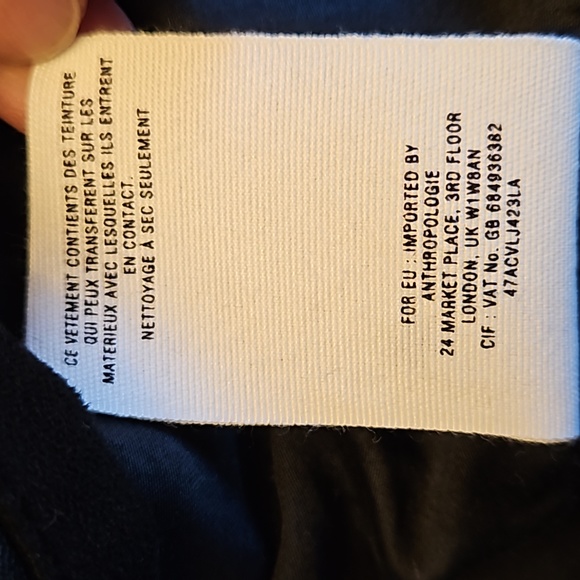 CE VETEMENT CONTIENTS DES TEINTURE
QUI PEUX TRANSFERENT SUR LES
MATERIEUX AVEC LESQUELLES ILS ENTRENT
EN CONTACT.
NETTOYAGE À SEC SEULEMENT
FOR EU : IMPORTED BY
ANTHROPOLOGIE
24 MARKET PLACE, 3RD FLOOR
LONDON, UK W1W8AN
CIF : VAT No. GB 684936382
47ACVLJ423LA